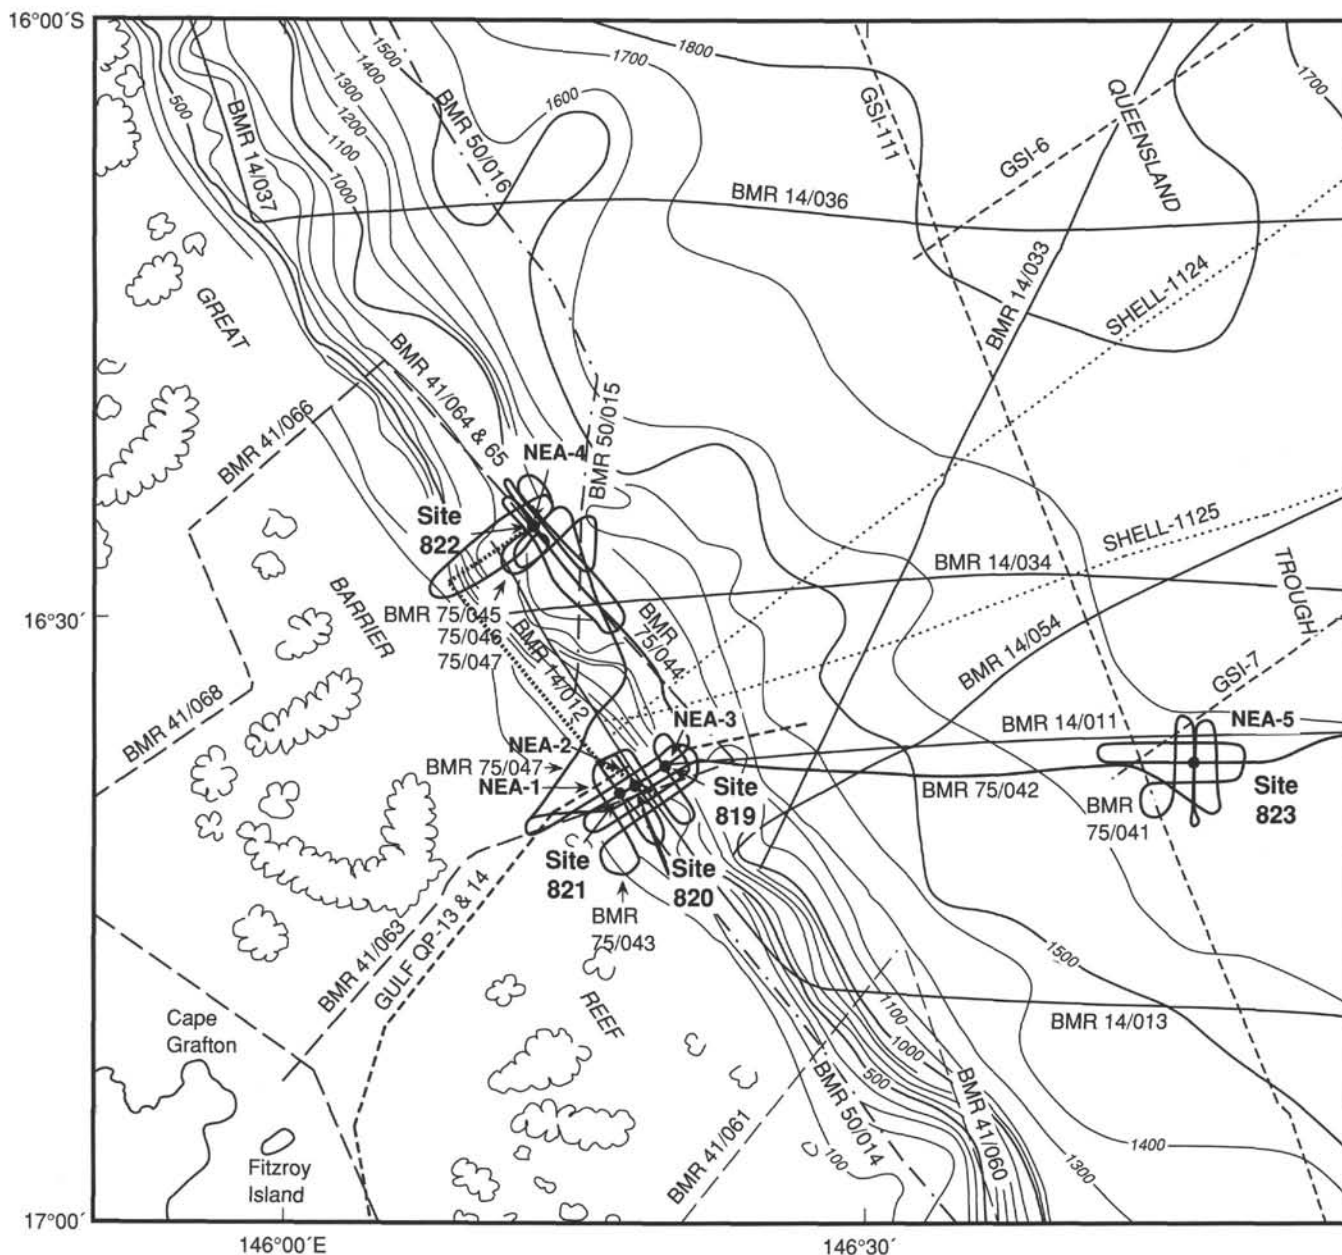 16°00´S
1500
1400
1300
1200
1100
1000
500
BMR 14/037
BMR 50/016
1600
1700
1800
GSI-111
GSI-6
QUEENSLAND
1700
BMR 14/036
BMR 14/033
SHELL-1124
GREAT
BMR 41/066
BMR 41/064 & 65
BMR 50/015
NEA-4
Site
822
SHELL-1125
BMR 14/034
TROUGH
BARRIER
16°30´
BMR 75/045
75/046
75/047
BMR 14/012
BMR
75/044
BMR 14/054
GSI-7
BMR 41/068
NEA-3
BMR 14/011
NEA-5
NEA-2
BMR 75/047
NEA-1
Site
819
BMR 75/042
BMR
75/041
Site
823
Site
821
Site
820
BMR
75/043
BMR 41/063
GULF QP-13 & 14
REEF
1500
BMR 14/013
Cape
Grafton
1100
1000
500
BMR 50/014
BMR 41/060
BMR 41/061
100
1400
1300
Fitzroy
Island
17°00´
146°00´E
146°30´